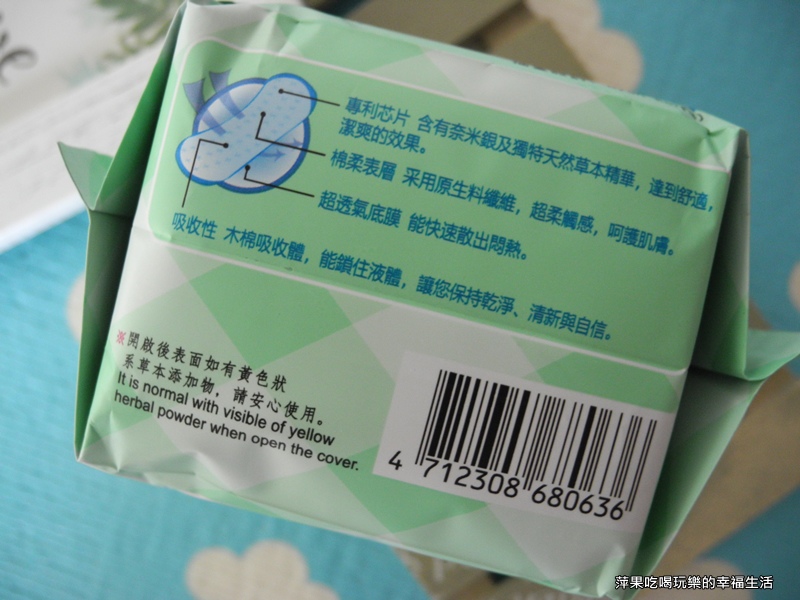 專利芯片 含有奈米銀及獨特天然草本精華，達到舒適，
潔爽的效果。
棉柔表層 采用原生料纖維，超柔觸感，呵護肌膚。
超透氣底膜 能快速散出悶熱。
吸收性 木棉吸收體，能鎖住液體，讓您保持乾淨、清新與自信。
※開啟後表面如有黃色狀
系草本添加物，請安心使用。
It is normal with visible of yellow
herbal powder when open the cover.
4 712308 680636
萍果吃喝玩樂的幸福生活